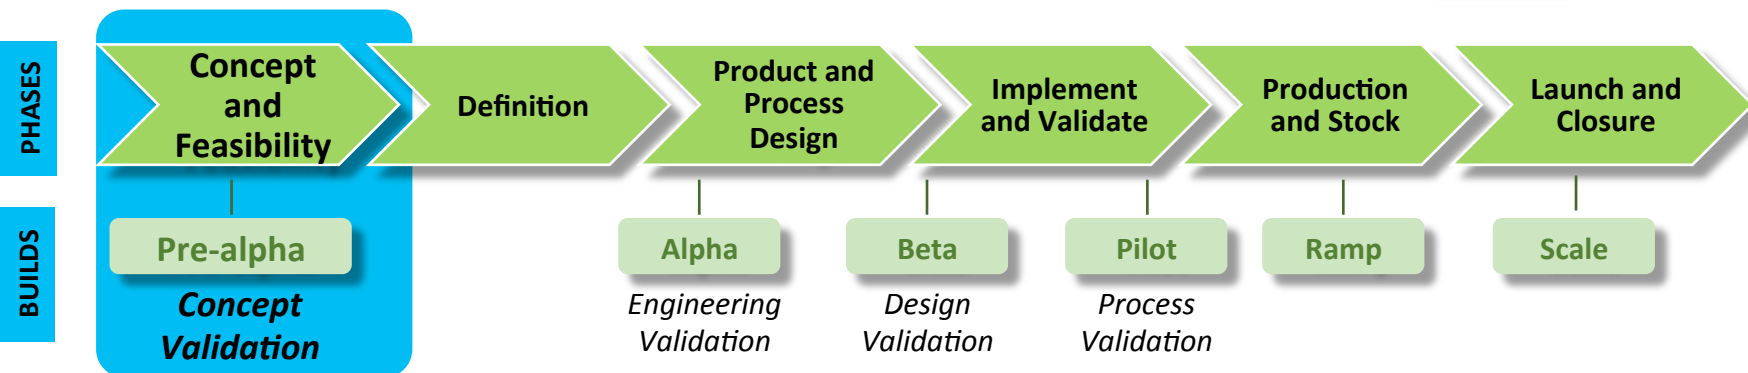 PHASES
Concept
and
Feasibility
Definition
Product and
Process
Design
Implement
and Validate
Production
and Stock
Launch and
Closure
BUILDS
Pre-alpha
Concept
Validation
Alpha
Engineering
Validation
Beta
Design
Validation
Pilot
Process
Validation
Ramp
Scale